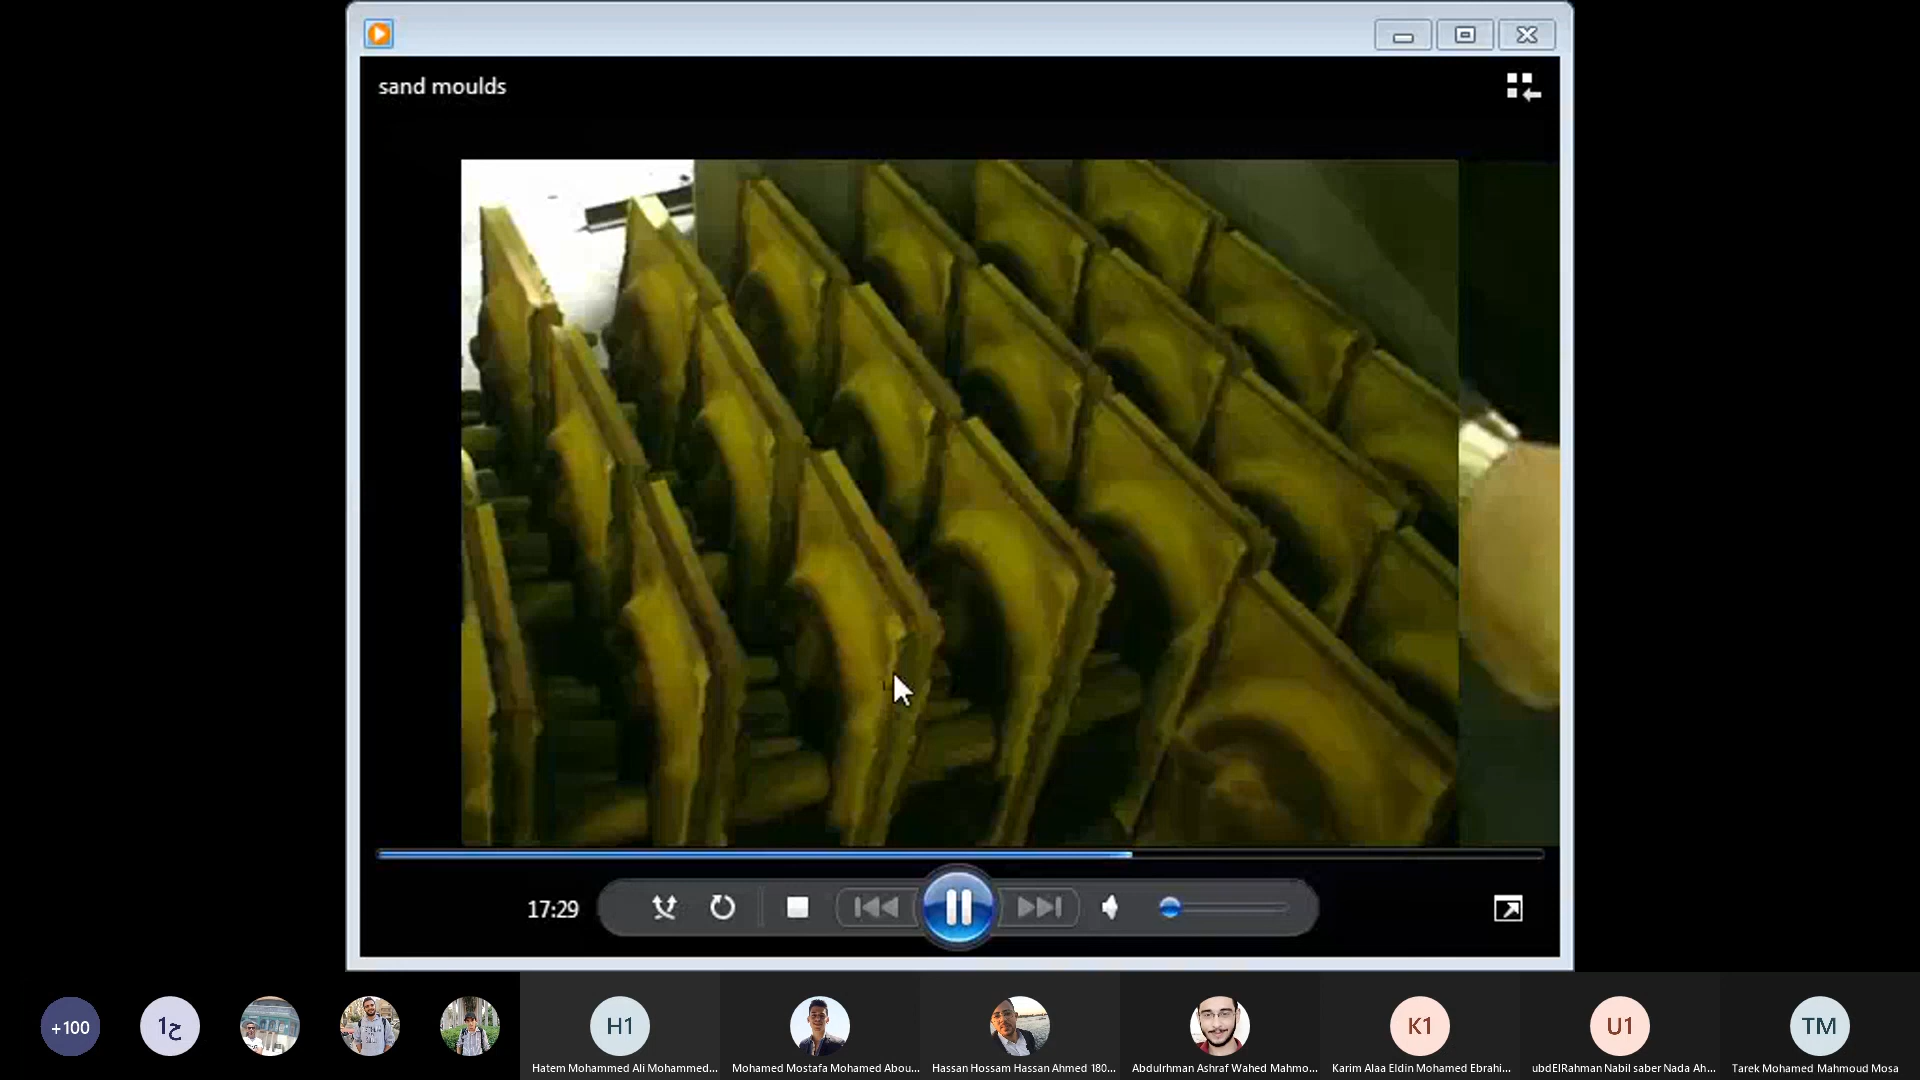 sand moulds
17:29
+100
ح1
H1
K1
U1
TM
Hatem Mohammed Ali Mohammed...
Mohamed Mostafa Mohamed Abou...
Hassan Hossam Hassan Ahmed 180...
Abdulrhman Ashraf Wahed Mahmo...
Karim Alaa Eldin Mohamed Ebrahi...
ubdElRahman Nabil saber Nada Ah...
Tarek Mohamed Mahmoud Mosa